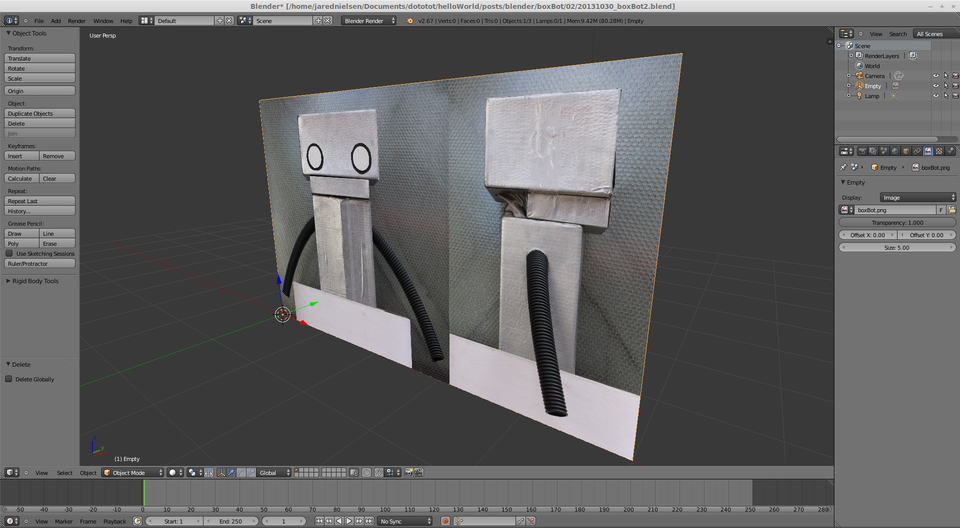 Blender* [/home/jarednielsen/Documents/dototot/helloWorld/posts/blender/boxBot/02/20131030_boxBot2.blend]
File Add Render Window Help Default Scene Blender Render v2.67 | Verts:0 | Faces:0 | Tris:0 | Objects:1/3 | Lamps:0/1 | Mem:9.42M (80.28M) | Empty
Object Tools
Transform:
Translate
Rotate
Scale
Origin
Object:
Duplicate Objects
Delete
Join
Keyframes:
Insert Remove
Motion Paths:
Calculate Clear
Repeat:
Repeat Last
History...
Grease Pencil:
Draw Line
Poly Erase
Use Sketching Sessions
Ruler/Protractor
Rigid Body Tools
Delete
Delete Globally
User Persp
(1) Empty
View Search All Scenes
Scene
RenderLayers
World
Camera
Empty
Lamp
Empty boxBot.png
Empty
Display: Image
boxBot.png F
Transparency: 1.000
Offset X: 0.00 Offset Y: 0.00
Size: 5.00
View Select Object Object Mode Global
-50 -40 -30 -20 -10 0 10 20 30 40 50 60 70 80 90 100 110 120 130 140 150 160 170 180 190 200 210 220 230 240 250 260 270 280
View Marker Frame Playback Start: 1 End: 250 1 No Sync